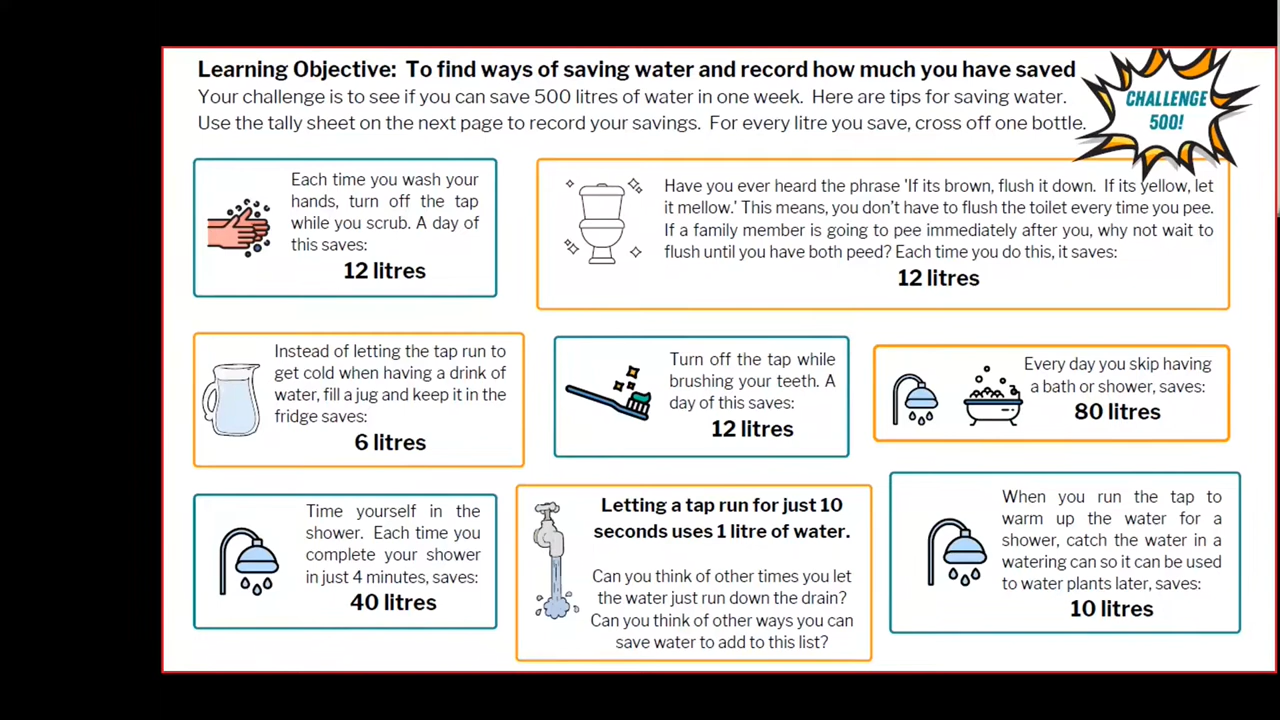 Learning Objective: To find ways of saving water and record how much you have saved
Your challenge is to see if you can save 500 litres of water in one week. Here are tips for saving water.
Use the tally sheet on the next page to record your savings. For every litre you save, cross off one bottle.
CHALLENGE
500!
Each time you wash your
hands, turn off the tap
while you scrub. A day of
this saves:
12 litres
Have you ever heard the phrase 'If its brown, flush it down. If its yellow, let
it mellow.' This means, you don't have to flush the toilet every time you pee.
If a family member is going to pee immediately after you, why not wait to
flush until you have both peed? Each time you do this, it saves:
12 litres
Instead of letting the tap run to
get cold when having a drink of
water, fill a jug and keep it in the
fridge saves:
6 litres
Turn off the tap while
brushing your teeth. A
day of this saves:
12 litres
Every day you skip having
a bath or shower, saves:
80 litres
Time yourself in the
shower. Each time you
complete your shower
in just 4 minutes, saves:
40 litres
Letting a tap run for just 10
seconds uses 1 litre of water.
Can you think of other times you let
the water just run down the drain?
Can you think of other ways you can
save water to add to this list?
When you run the tap to
warm up the water for a
shower, catch the water in a
watering can so it can be used
to water plants later, saves:
10 litres